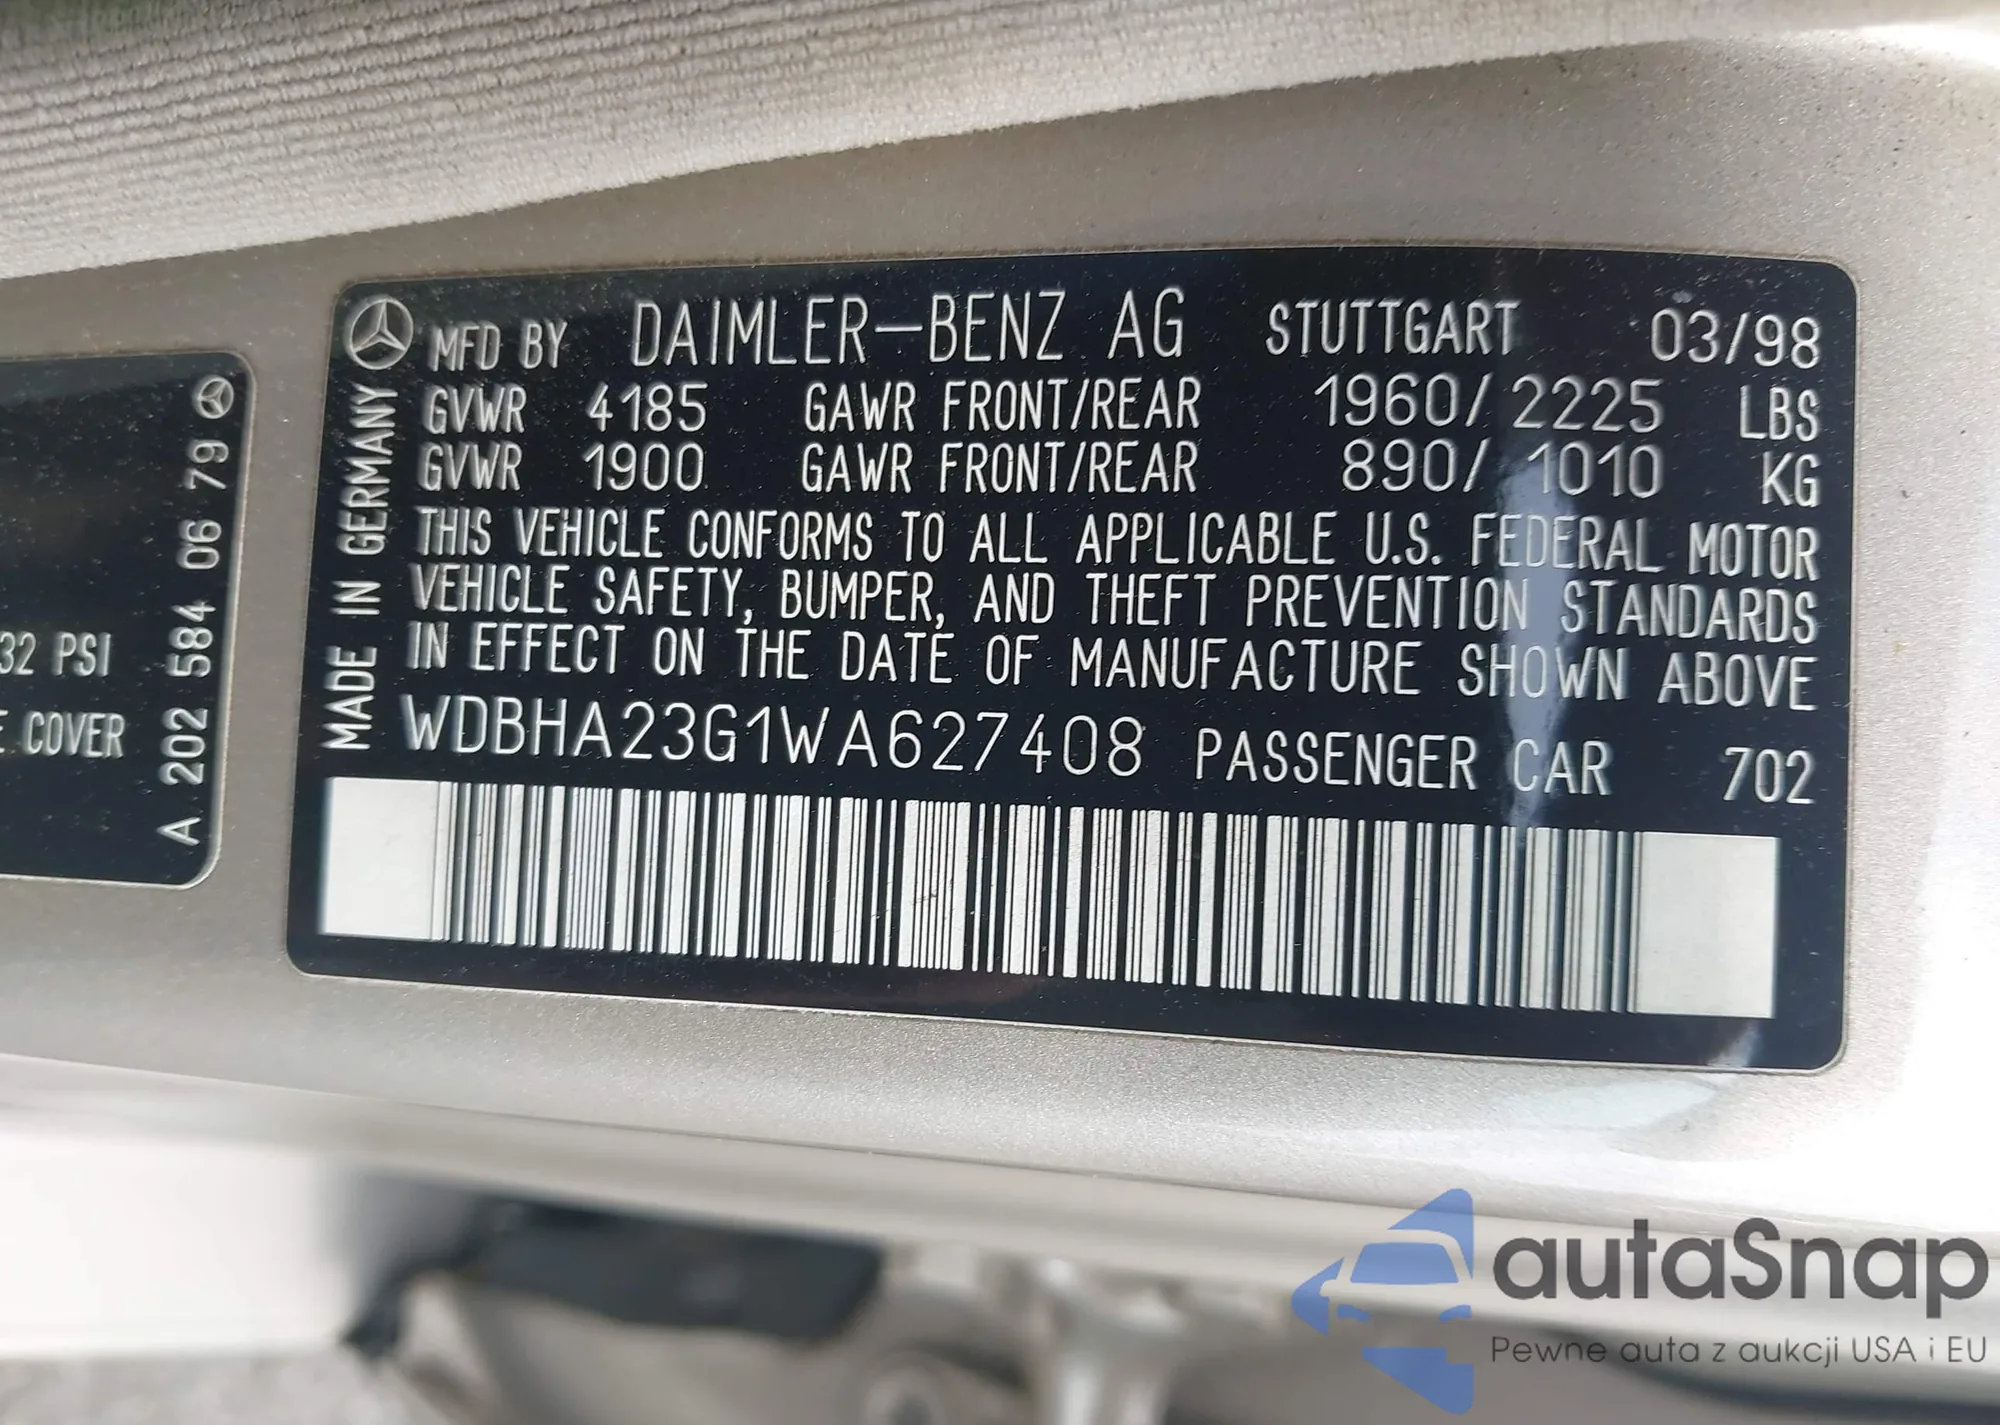 32 PSI
COVER
A 202 584 06 79
MADE IN GERMANY
MFD BY DAIMLER-BENZ AG STUTTGART 03/98
GVWR 4185 GAWR FRONT/REAR 1960/2225 LBS
GVWR 1900 GAWR FRONT/REAR 890/1010 KG
THIS VEHICLE CONFORMS TO ALL APPLICABLE U.S. FEDERAL MOTOR
VEHICLE SAFETY, BUMPER, AND THEFT PREVENTION STANDARDS
IN EFFECT ON THE DATE OF MANUFACTURE SHOWN ABOVE
WDBHA23G1WA627408 PASSENGER CAR 702
autaSnap
Pewne auta z aukcji USA i EU